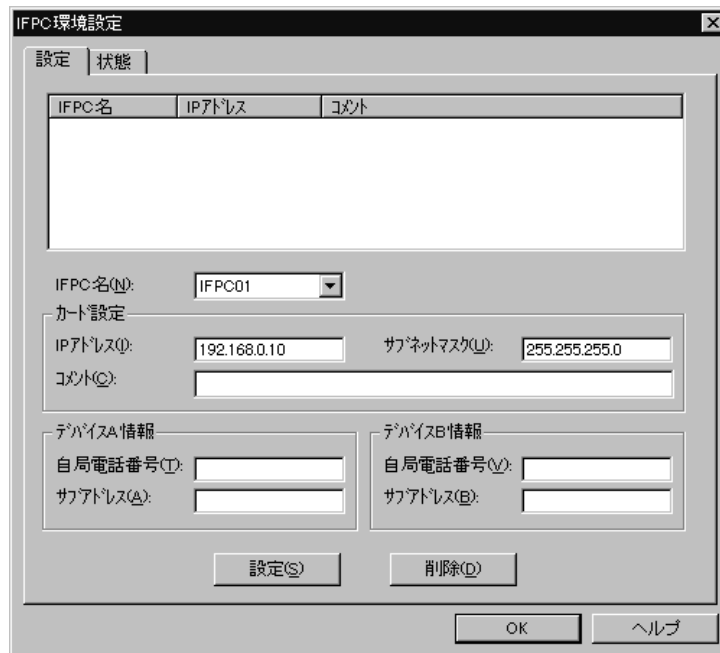 IFPC環境設定
設定 状態
IFPC名 IPアドレス コメント
IFPC名(N): IFPC01
カード設定
IPアドレス(I): 192.168.0.10 サブネットマスク(U): 255.255.255.0
コメント(C):
デバイスA情報 デバイスB情報
自局電話番号(T): 自局電話番号(V):
サブアドレス(A): サブアドレス(B):
設定(S) 削除(D)
OK ヘルプ